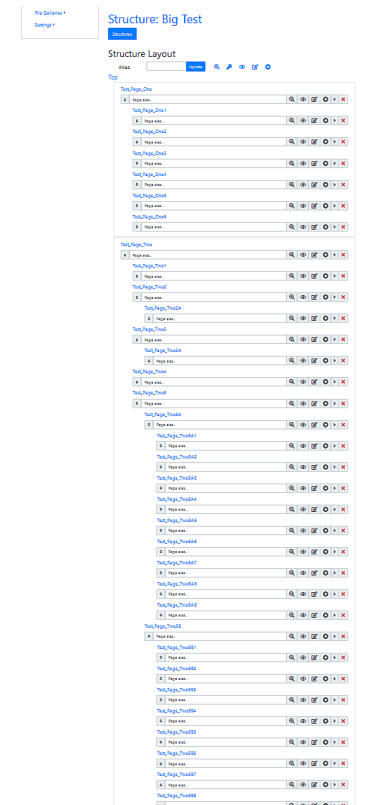 File Galleries
Settings
Structure: Big Test
Structures
Structure Layout
Alias:
Update
Top
Test_Page_One
Page alias...
Test_Page_One1
Page alias...
Test_Page_One2
Page alias...
Test_Page_One3
Page alias...
Test_Page_One4
Page alias...
Test_Page_One5
Page alias...
Test_Page_One6
Page alias...
Test_Page_Two
Page alias...
Test_Page_Two1
Page alias...
Test_Page_Two2
Page alias...
Test_Page_Two2A
Page alias...
Test_Page_Two3
Page alias...
Test_Page_Two3A
Page alias...
Test_Page_Two4
Page alias...
Test_Page_Two5
Page alias...
Test_Page_Two5A
Page alias...
Test_Page_Two5A1
Page alias...
Test_Page_Two5A2
Page alias...
Test_Page_Two5A3
Page alias...
Test_Page_Two5A4
Page alias...
Test_Page_Two5A5
Page alias...
Test_Page_Two5A6
Page alias...
Test_Page_Two5A7
Page alias...
Test_Page_Two5A8
Page alias...
Test_Page_Two5A9
Page alias...
Test_Page_Two5B
Page alias...
Test_Page_Two5B1
Page alias...
Test_Page_Two5B2
Page alias...
Test_Page_Two5B3
Page alias...
Test_Page_Two5B4
Page alias...
Test_Page_Two5B5
Page alias...
Test_Page_Two5B6
Page alias...
Test_Page_Two5B7
Page alias...
Test_Page_Two5B8